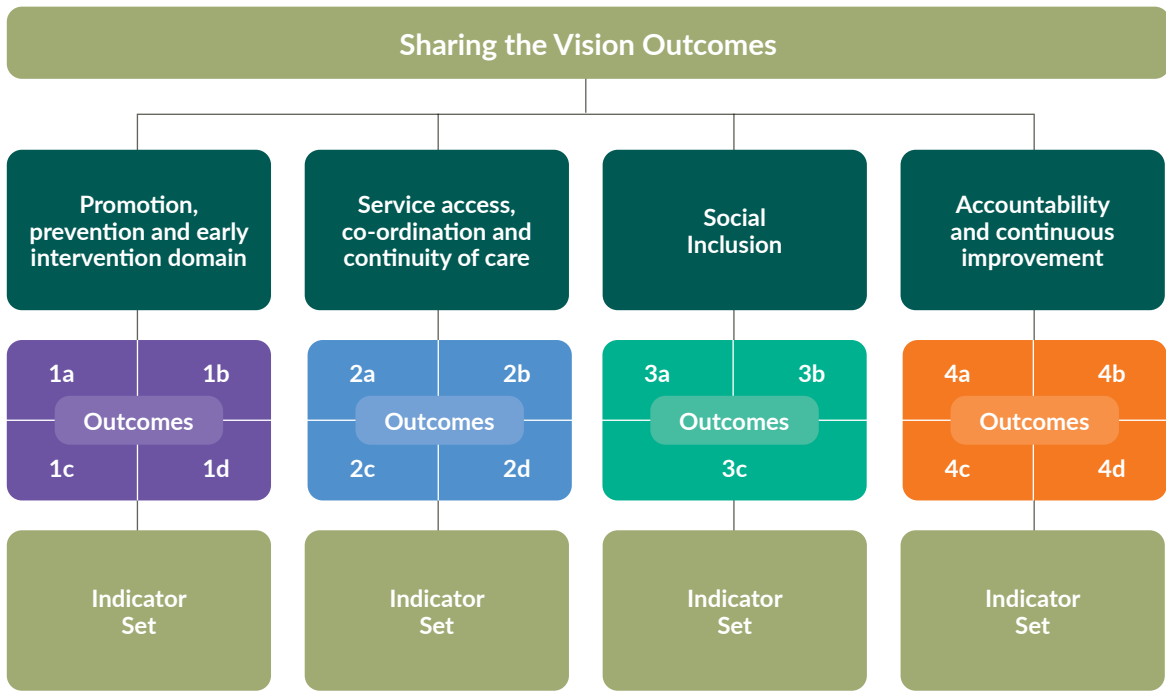 Sharing the Vision Outcomes
Promotion,
prevention and early
intervention domain
Service access,
co-ordination and
continuity of care
Social
Inclusion
Accountability
and continuous
improvement
1a 1b
Outcomes
1c 1d
2a 2b
Outcomes
2c 2d
3a 3b
Outcomes
3c
4a 4b
Outcomes
4c 4d
Indicator
Set
Indicator
Set
Indicator
Set
Indicator
Set